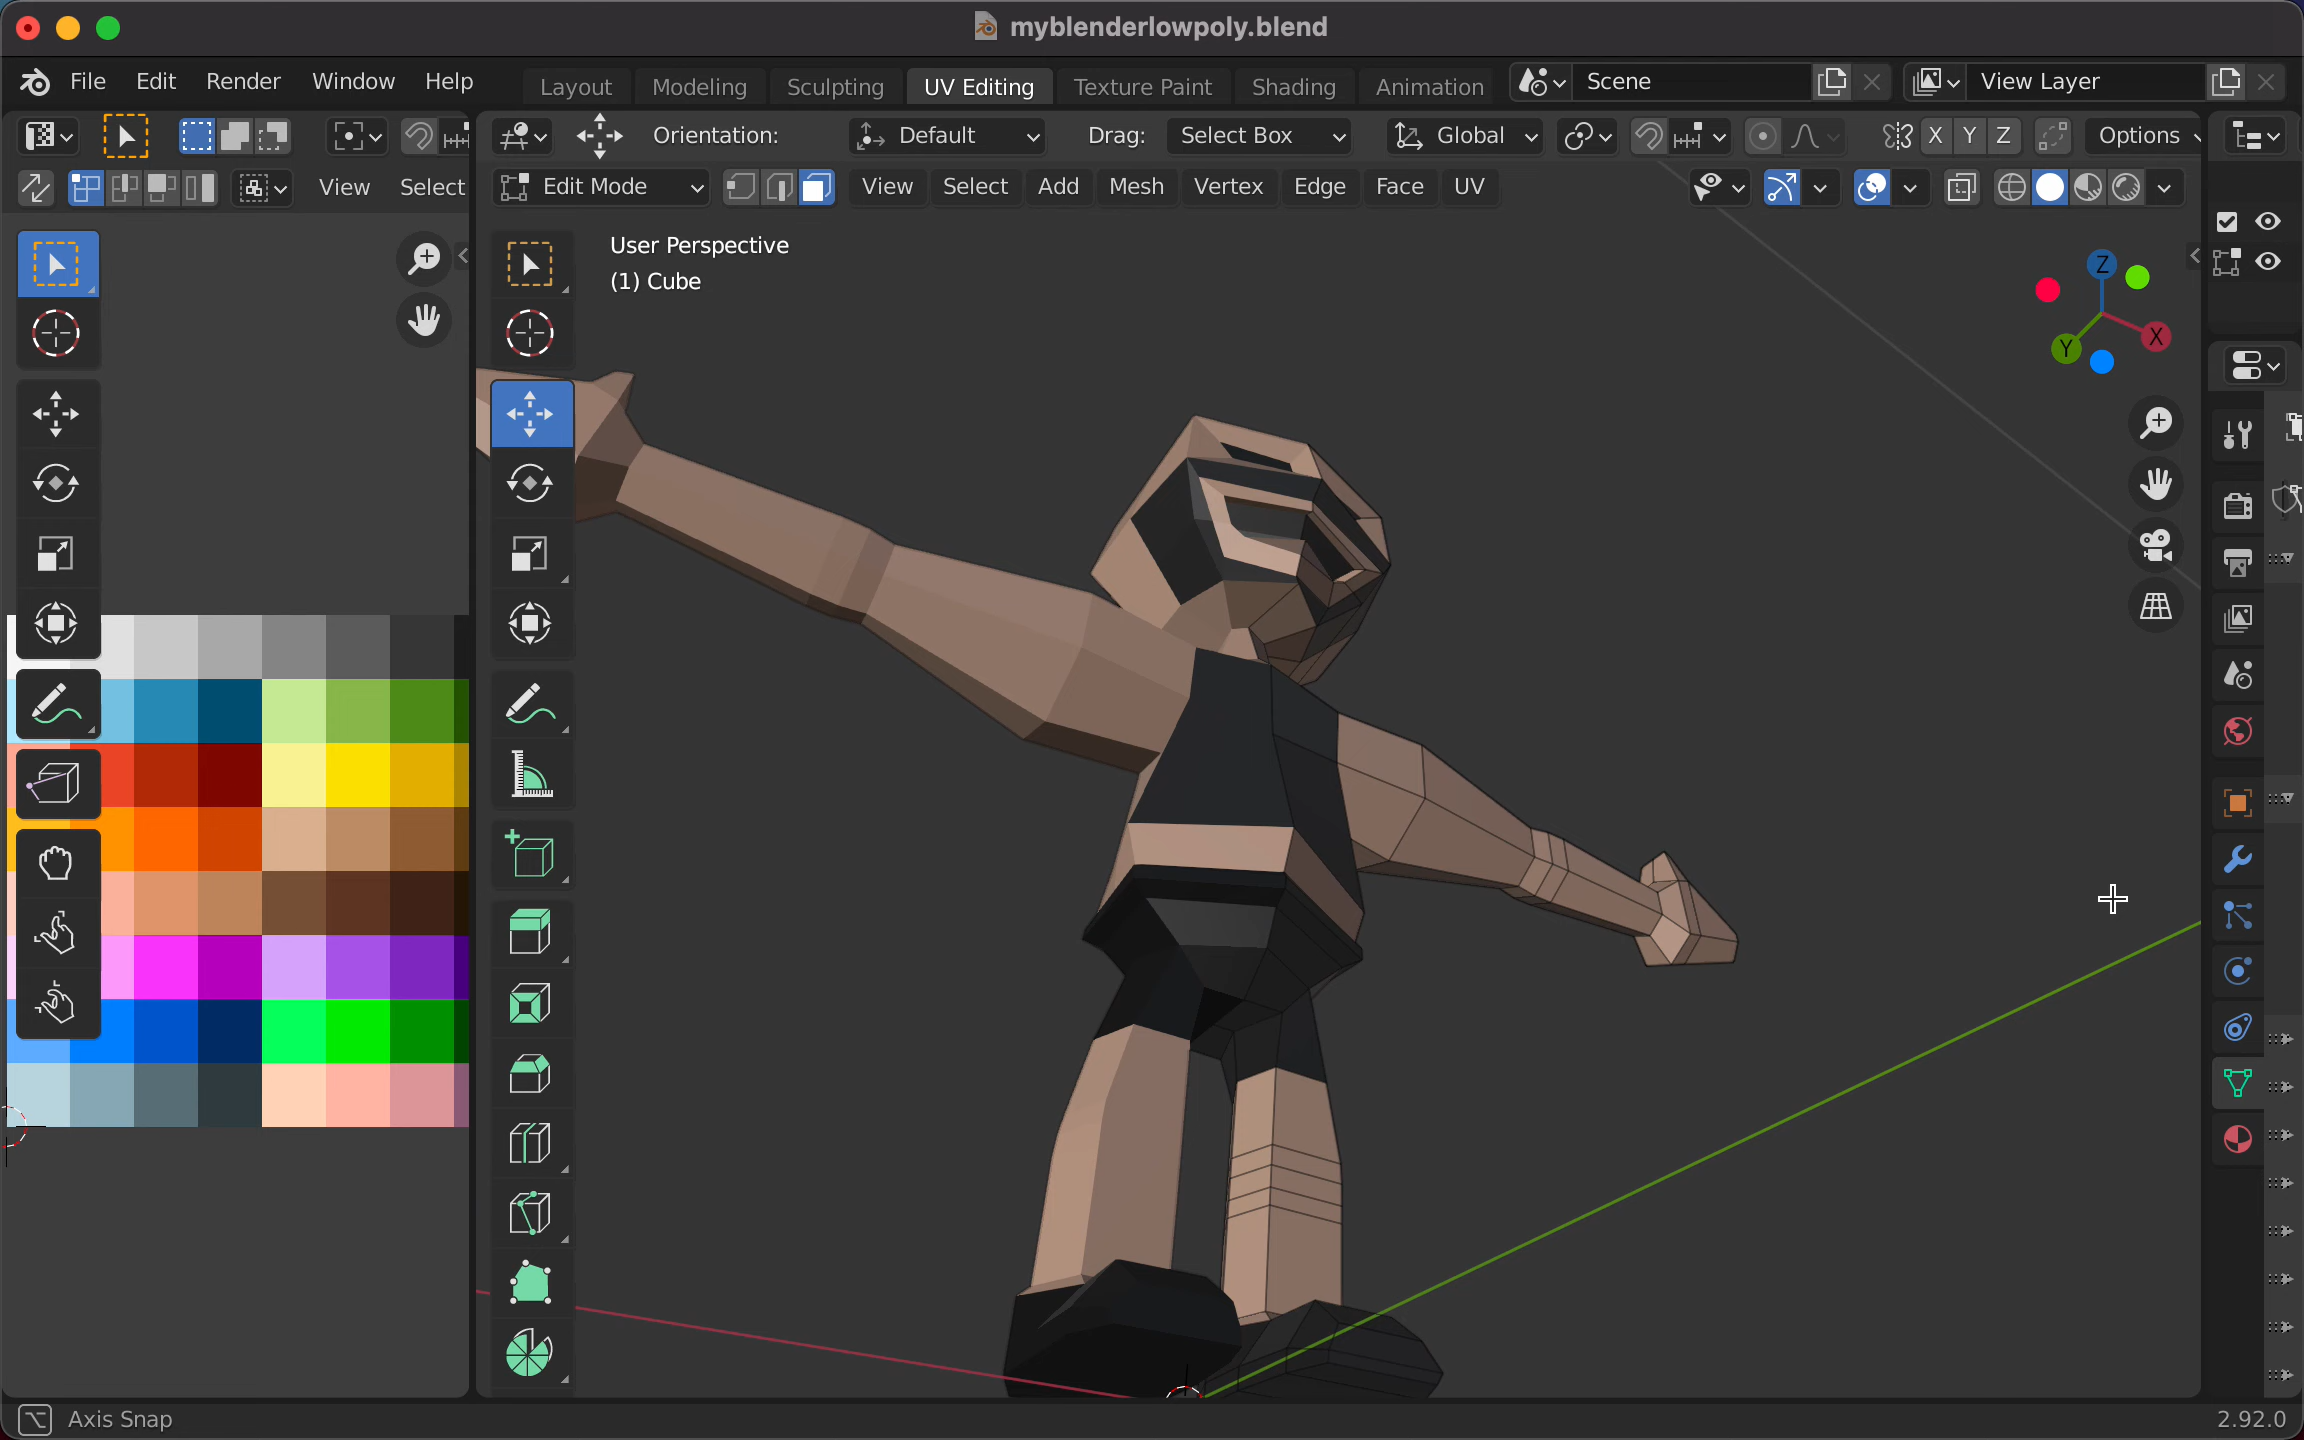 myblenderlowpoly.blend
File Edit Render Window Help Layout Modeling Sculpting UV Editing Texture Paint Shading Animation Scene View Layer
Orientation: Default Drag: Select Box Global X Y Z Options
View Select Edit Mode View Select Add Mesh Vertex Edge Face UV
User Perspective
(1) Cube
Z
Y X
Axis Snap 2.92.0